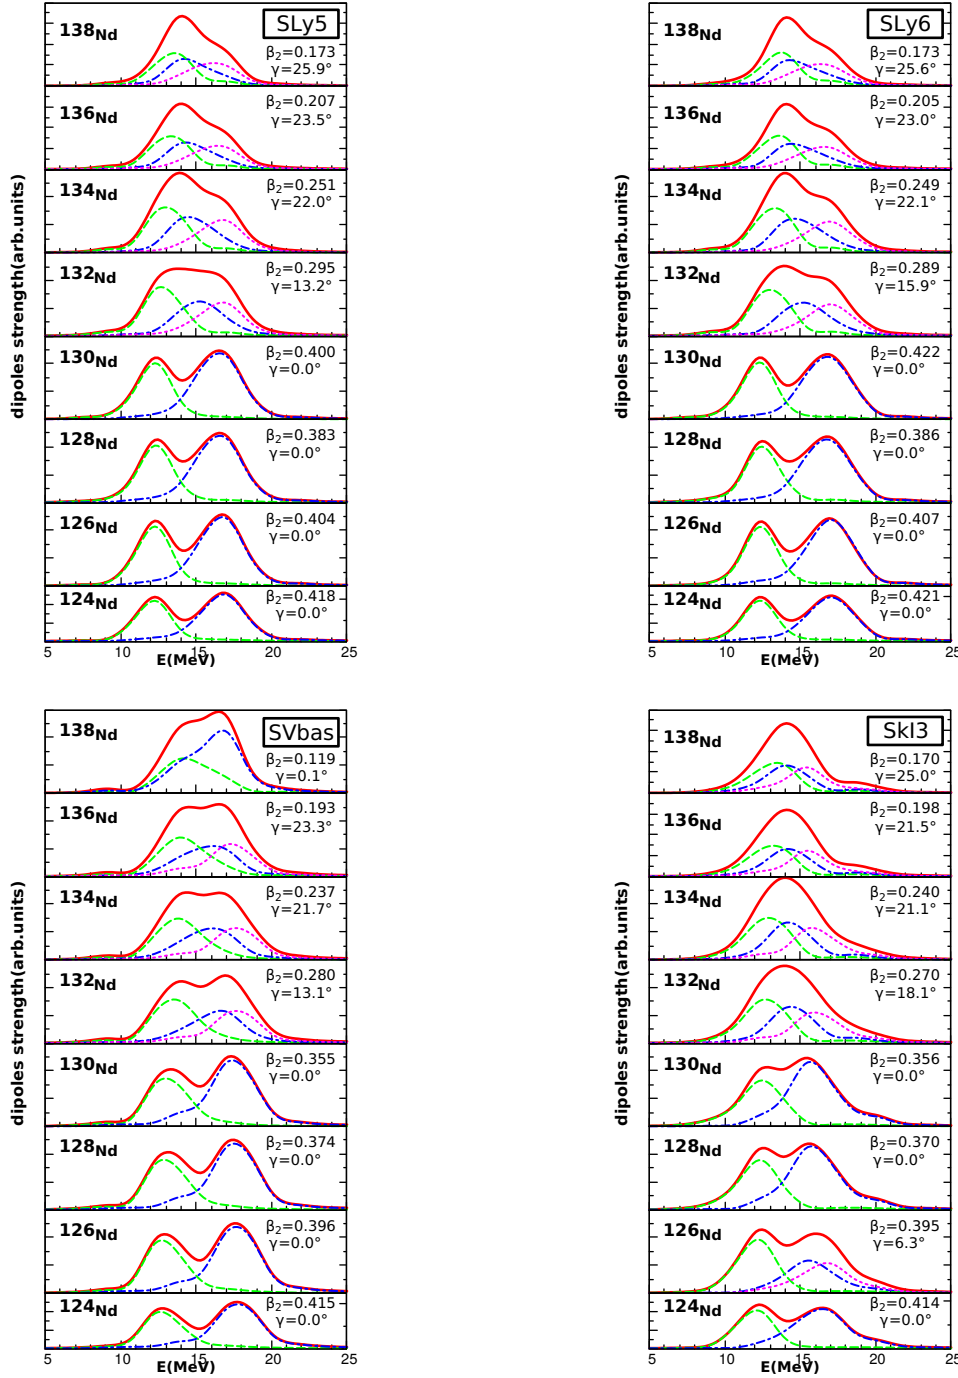 SLy5
dipoles strength(arb.units)
138Nd
β2=0.173
γ=25.9°
136Nd
β2=0.207
γ=23.5°
134Nd
β2=0.251
γ=22.0°
132Nd
β2=0.295
γ=13.2°
130Nd
β2=0.400
γ=0.0°
128Nd
β2=0.383
γ=0.0°
126Nd
β2=0.404
γ=0.0°
124Nd
β2=0.418
γ=0.0°
5 10 15 20 25
E(MeV)
SLy6
dipoles strength(arb.units)
138Nd
β2=0.173
γ=25.6°
136Nd
β2=0.205
γ=23.0°
134Nd
β2=0.249
γ=22.1°
132Nd
β2=0.289
γ=15.9°
130Nd
β2=0.422
γ=0.0°
128Nd
β2=0.386
γ=0.0°
126Nd
β2=0.407
γ=0.0°
124Nd
β2=0.421
γ=0.0°
5 10 15 20 25
E(MeV)
SVbas
dipoles strength(arb.units)
138Nd
β2=0.119
γ=0.1°
136Nd
β2=0.193
γ=23.3°
134Nd
β2=0.237
γ=21.7°
132Nd
β2=0.280
γ=13.1°
130Nd
β2=0.355
γ=0.0°
128Nd
β2=0.374
γ=0.0°
126Nd
β2=0.396
γ=0.0°
124Nd
β2=0.415
γ=0.0°
5 10 15 20 25
E(MeV)
SkI3
dipoles strength(arb.units)
138Nd
β2=0.170
γ=25.0°
136Nd
β2=0.198
γ=21.5°
134Nd
β2=0.240
γ=21.1°
132Nd
β2=0.270
γ=18.1°
130Nd
β2=0.356
γ=0.0°
128Nd
β2=0.370
γ=0.0°
126Nd
β2=0.395
γ=6.3°
124Nd
β2=0.414
γ=0.0°
5 10 15 20 25
E(MeV)